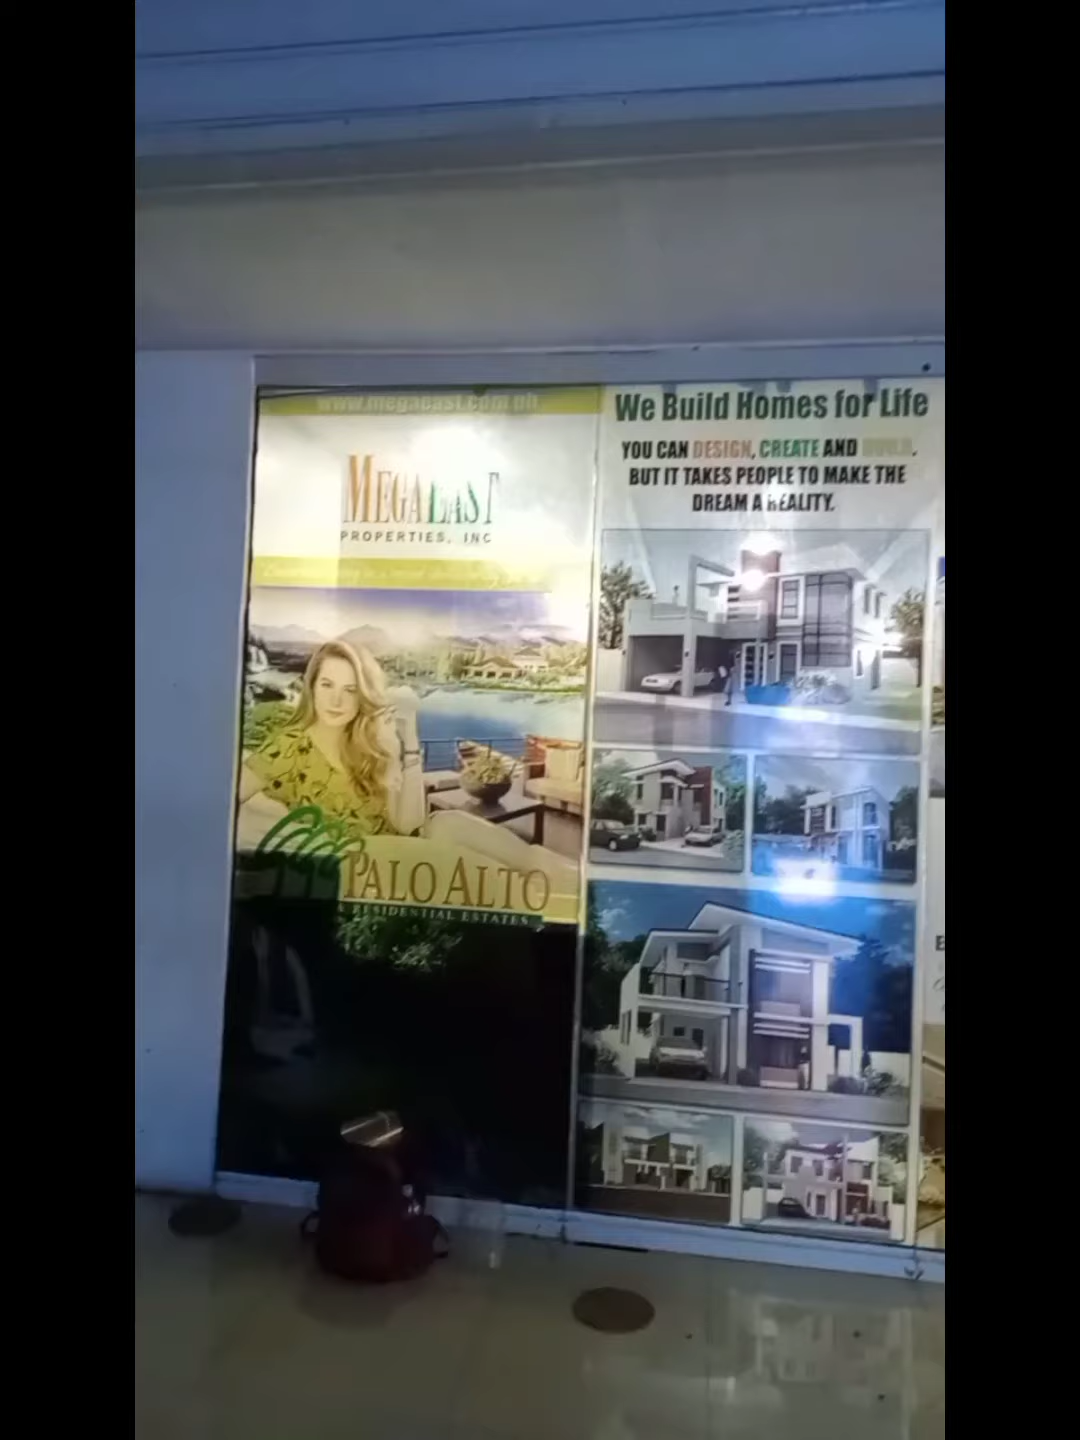 www.megaeast.com.ph
MEGAEAST
PROPERTIES, INC
PALO ALTO
RESIDENTIAL ESTATES
We Build Homes for Life
YOU CAN DESIGN, CREATE AND BUILD.
BUT IT TAKES PEOPLE TO MAKE THE
DREAM A REALITY.